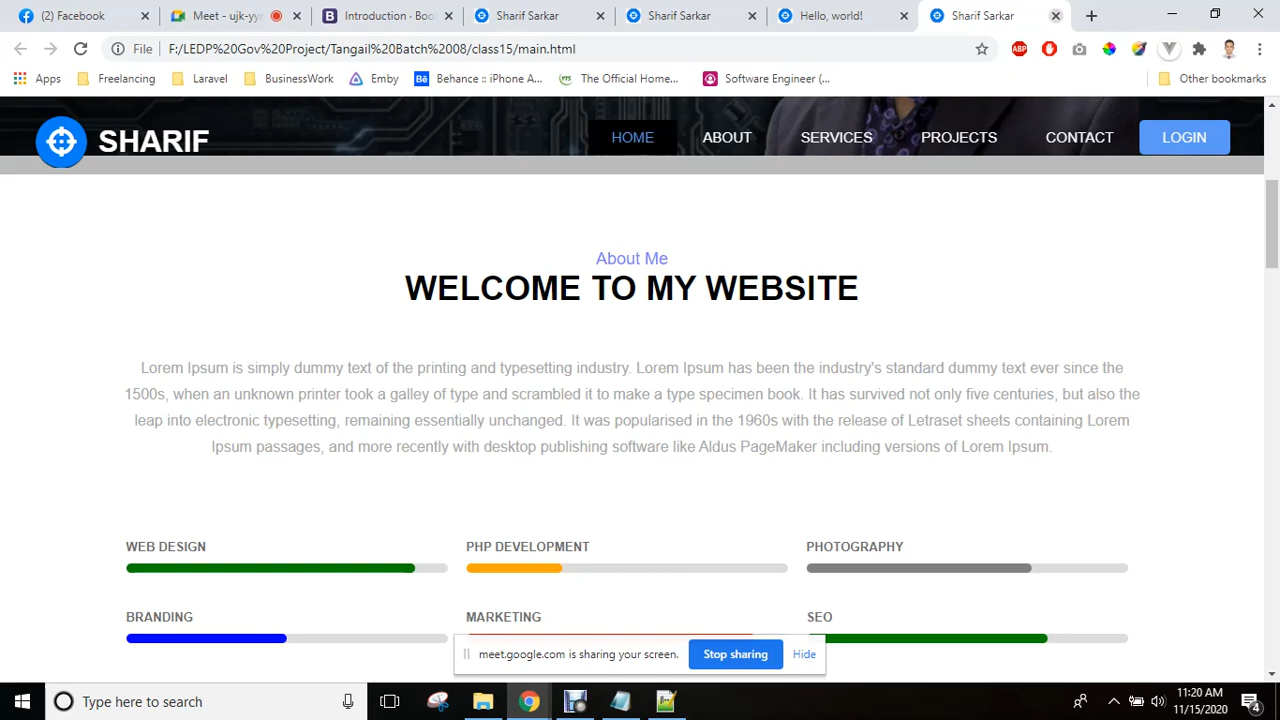 (2) Facebook
Meet - ujk-yy
Introduction · Boo
Sharif Sarkar
Sharif Sarkar
Hello, world!
Sharif Sarkar
File
F:/LEDP%20Gov%20Project/Tangail%20Batch%2008/class15/main.html
ABP
Apps
Freelancing
Laravel
BusinessWork
Emby
Bē
Behance :: iPhone A...
The Official Home...
Software Engineer (...
Other bookmarks
SHARIF
HOME
ABOUT
SERVICES
PROJECTS
CONTACT
LOGIN
About Me
WELCOME TO MY WEBSITE
Lorem Ipsum is simply dummy text of the printing and typesetting industry. Lorem Ipsum has been the industry's standard dummy text ever since the
1500s, when an unknown printer took a galley of type and scrambled it to make a type specimen book. It has survived not only five centuries, but also the
leap into electronic typesetting, remaining essentially unchanged. It was popularised in the 1960s with the release of Letraset sheets containing Lorem
Ipsum passages, and more recently with desktop publishing software like Aldus PageMaker including versions of Lorem Ipsum.
WEB DESIGN
PHP DEVELOPMENT
PHOTOGRAPHY
BRANDING
MARKETING
SEO
meet.google.com is sharing your screen.
Stop sharing
Hide
Type here to search
11:20 AM
11/15/2020
4